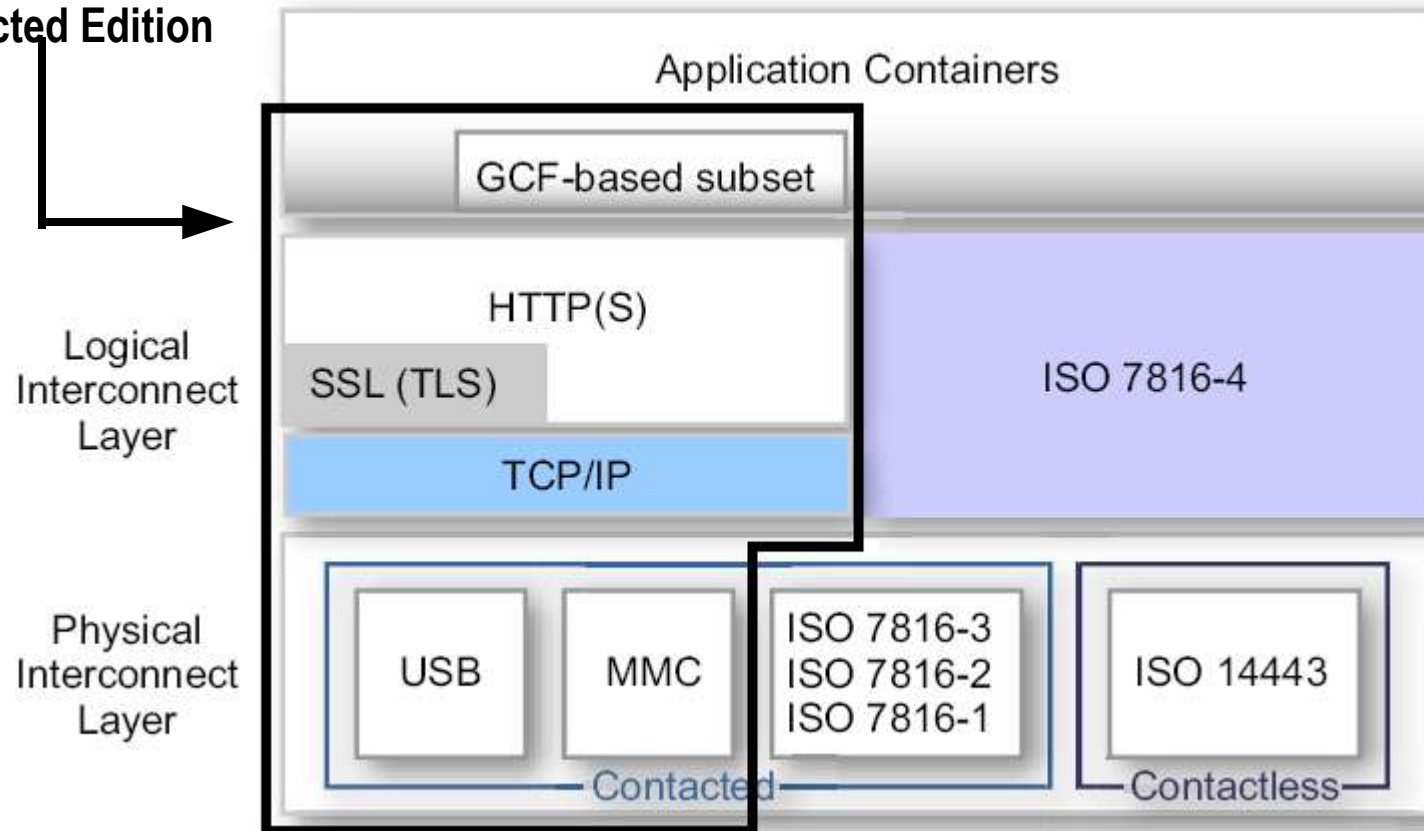 cted Edition
Application Containers
GCF-based subset
HTTP(S)
SSL (TLS)
TCP/IP
ISO 7816-4
Logical
Interconnect
Layer
Physical
Interconnect
Layer
USB
MMC
ISO 7816-3
ISO 7816-2
ISO 7816-1
Contacted
ISO 14443
Contactless